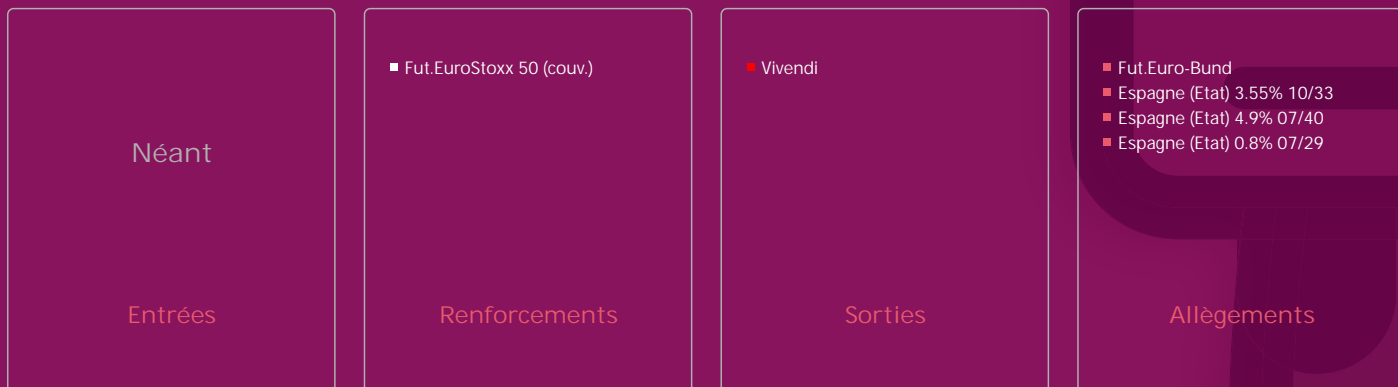 Néant
Entrées
Fut.EuroStoxx 50 (couv.)
Renforcements
Vivendi
Sorties
Fut.Euro-Bund
Espagne (Etat) 3.55% 10/33
Espagne (Etat) 4.9% 07/40
Espagne (Etat) 0.8% 07/29
Allègements